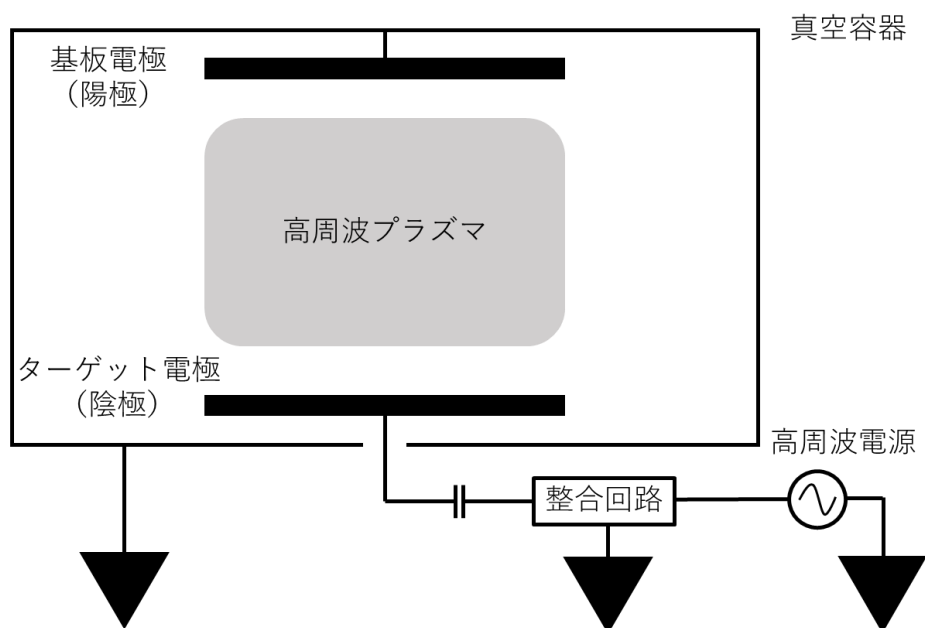 真空容器
基板電極
（陽極）
高周波プラズマ
ターゲット電極
（陰極）
高周波電源
整合回路